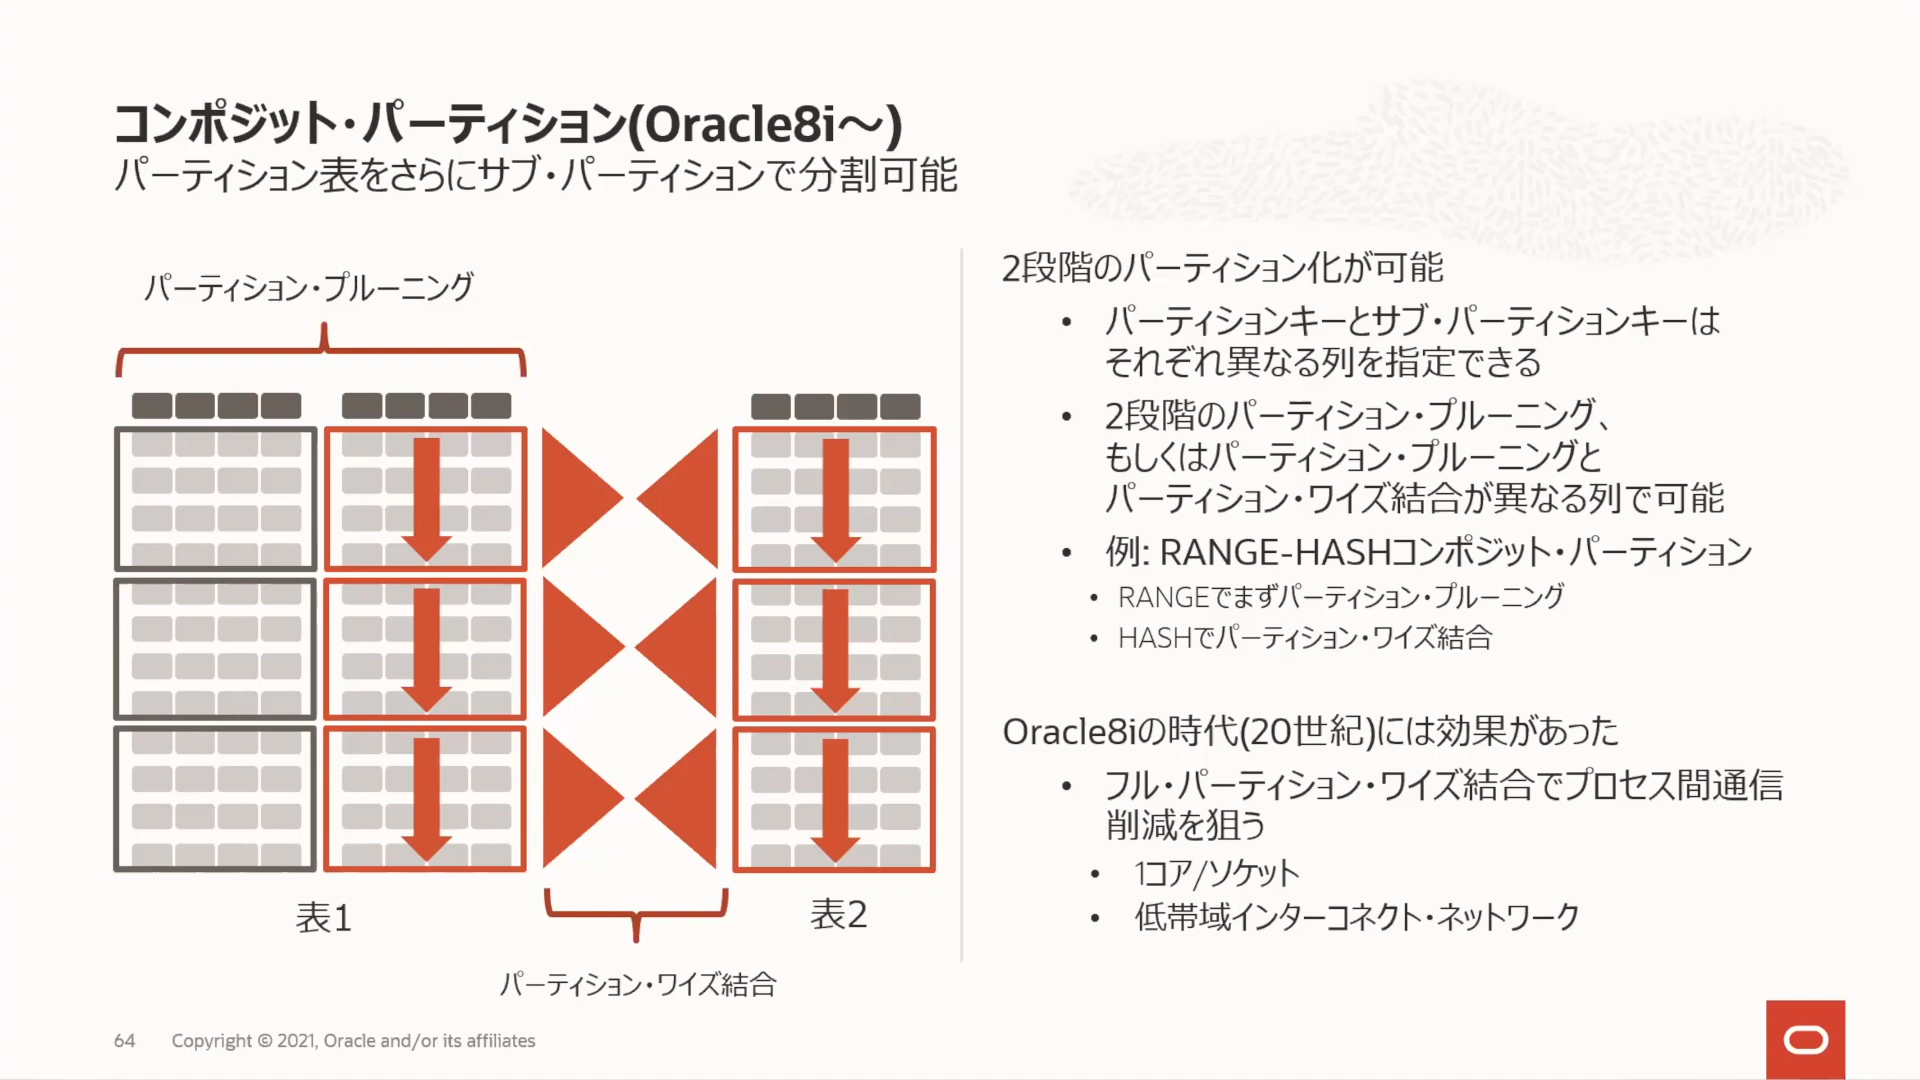 コンポジット・パーティション(Oracle8i～)
パーティション表をさらにサブ・パーティションで分割可能
パーティション・プルーニング
表1
表2
パーティション・ワイズ結合
2段階のパーティション化が可能
• パーティションキーとサブ・パーティションキーは
それぞれ異なる列を指定できる
• 2段階のパーティション・プルーニング、
もしくはパーティション・プルーニングと
パーティション・ワイズ結合が異なる列で可能
• 例: RANGE-HASHコンポジット・パーティション
• RANGEでまずパーティション・プルーニング
• HASHでパーティション・ワイズ結合
Oracle8iの時代(20世紀)には効果があった
• フル・パーティション・ワイズ結合でプロセス間通信
削減を狙う
• 1コア/ソケット
• 低帯域インターコネクト・ネットワーク
64 Copyright © 2021, Oracle and/or its affiliates